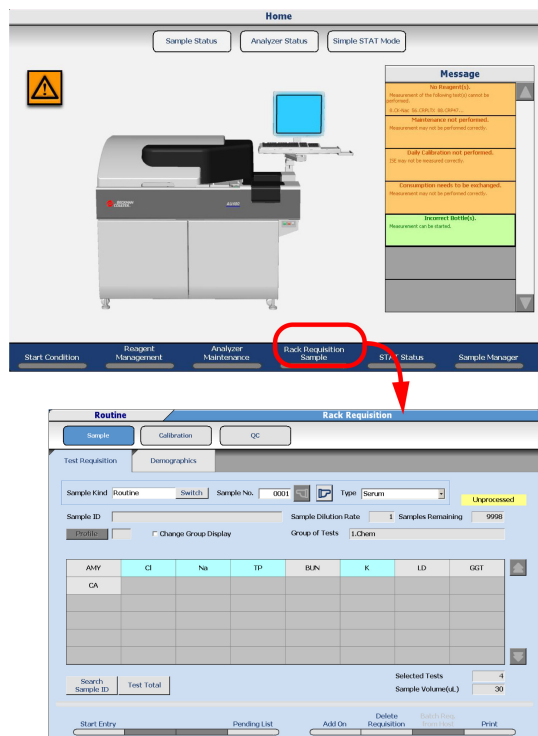 Home
Sample Status Analyzer Status Simple STAT Mode
Message
No Reagent(s).
Measurement of the following test(s) cannot be
performed.
Maintenance not performed.
Measurement may not be performed correctly.
Daily Calibration not performed.
ISE may not be measured correctly.
Consumption needs to be exchanged.
Measurement may not be performed correctly.
Incorrect Bottle(s).
Measurement can be started.
BECKMAN
COULTER
Start Condition Reagent Management Analyzer Maintenance Rack Requisition Sample STAT Status Sample Manager
Routine Rack Requisition
Sample Calibration QC
Test Requisition Demographics
Sample Kind Routine Switch Sample No. 0001 Type Serum Unprocessed
Sample ID Sample Dilution Rate 1 Samples Remaining 9998
Profile Change Group Display Group of Tests 1.Chem
AMY Cl Na TP BUN K LD GGT
CA
Search Sample ID Test Total
Selected Tests 4
Sample Volume(uL) 30
Start Entry Pending List Add On Delete Requisition Batch Req. Print